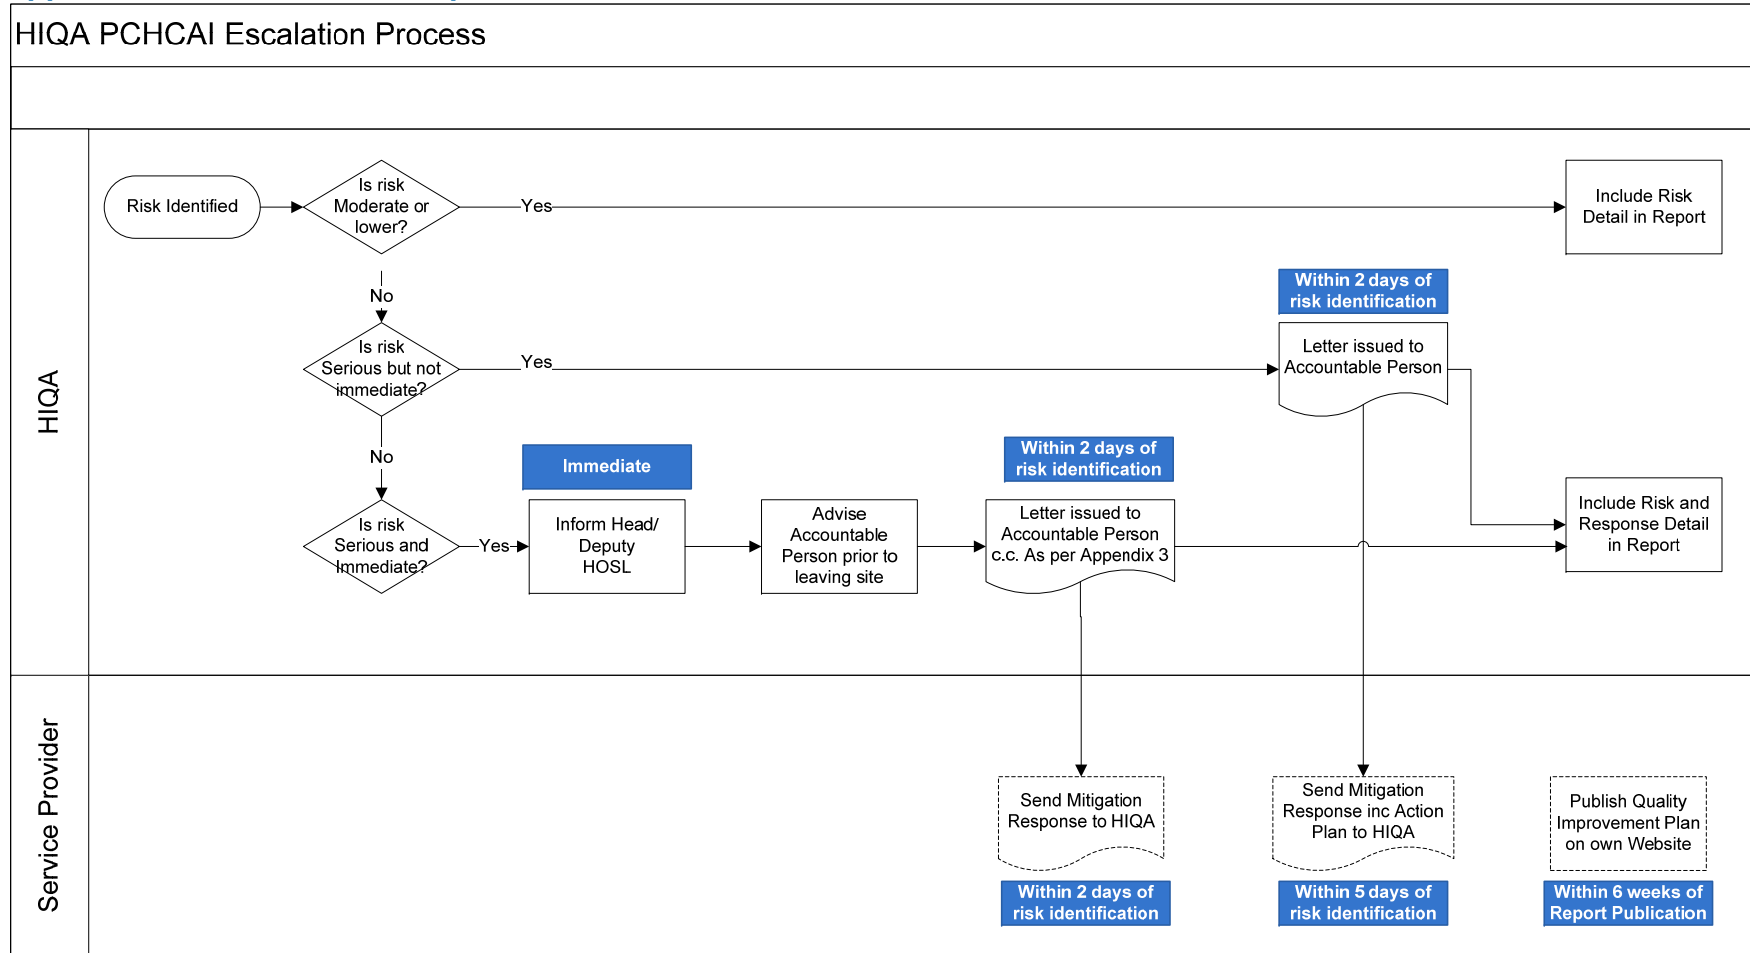 HIQA PCHCAI Escalation Process
HIQA
Risk Identified
Is risk
Moderate or
lower?
Yes
Include Risk
Detail in Report
No
Is risk
Serious but not
immediate?
Yes
Within 2 days of
risk identification
Letter issued to
Accountable Person
No
Is risk
Serious and
Immediate?
Yes
Immediate
Inform Head/
Deputy
HOSL
Advise
Accountable
Person prior to
leaving site
Within 2 days of
risk identification
Letter issued to
Accountable Person
c.c. As per Appendix 3
Include Risk and
Response Detail
in Report
Service Provider
Send Mitigation
Response to HIQA
Within 2 days of
risk identification
Send Mitigation
Response inc Action
Plan to HIQA
Within 5 days of
risk identification
Publish Quality
Improvement Plan
on own Website
Within 6 weeks of
Report Publication